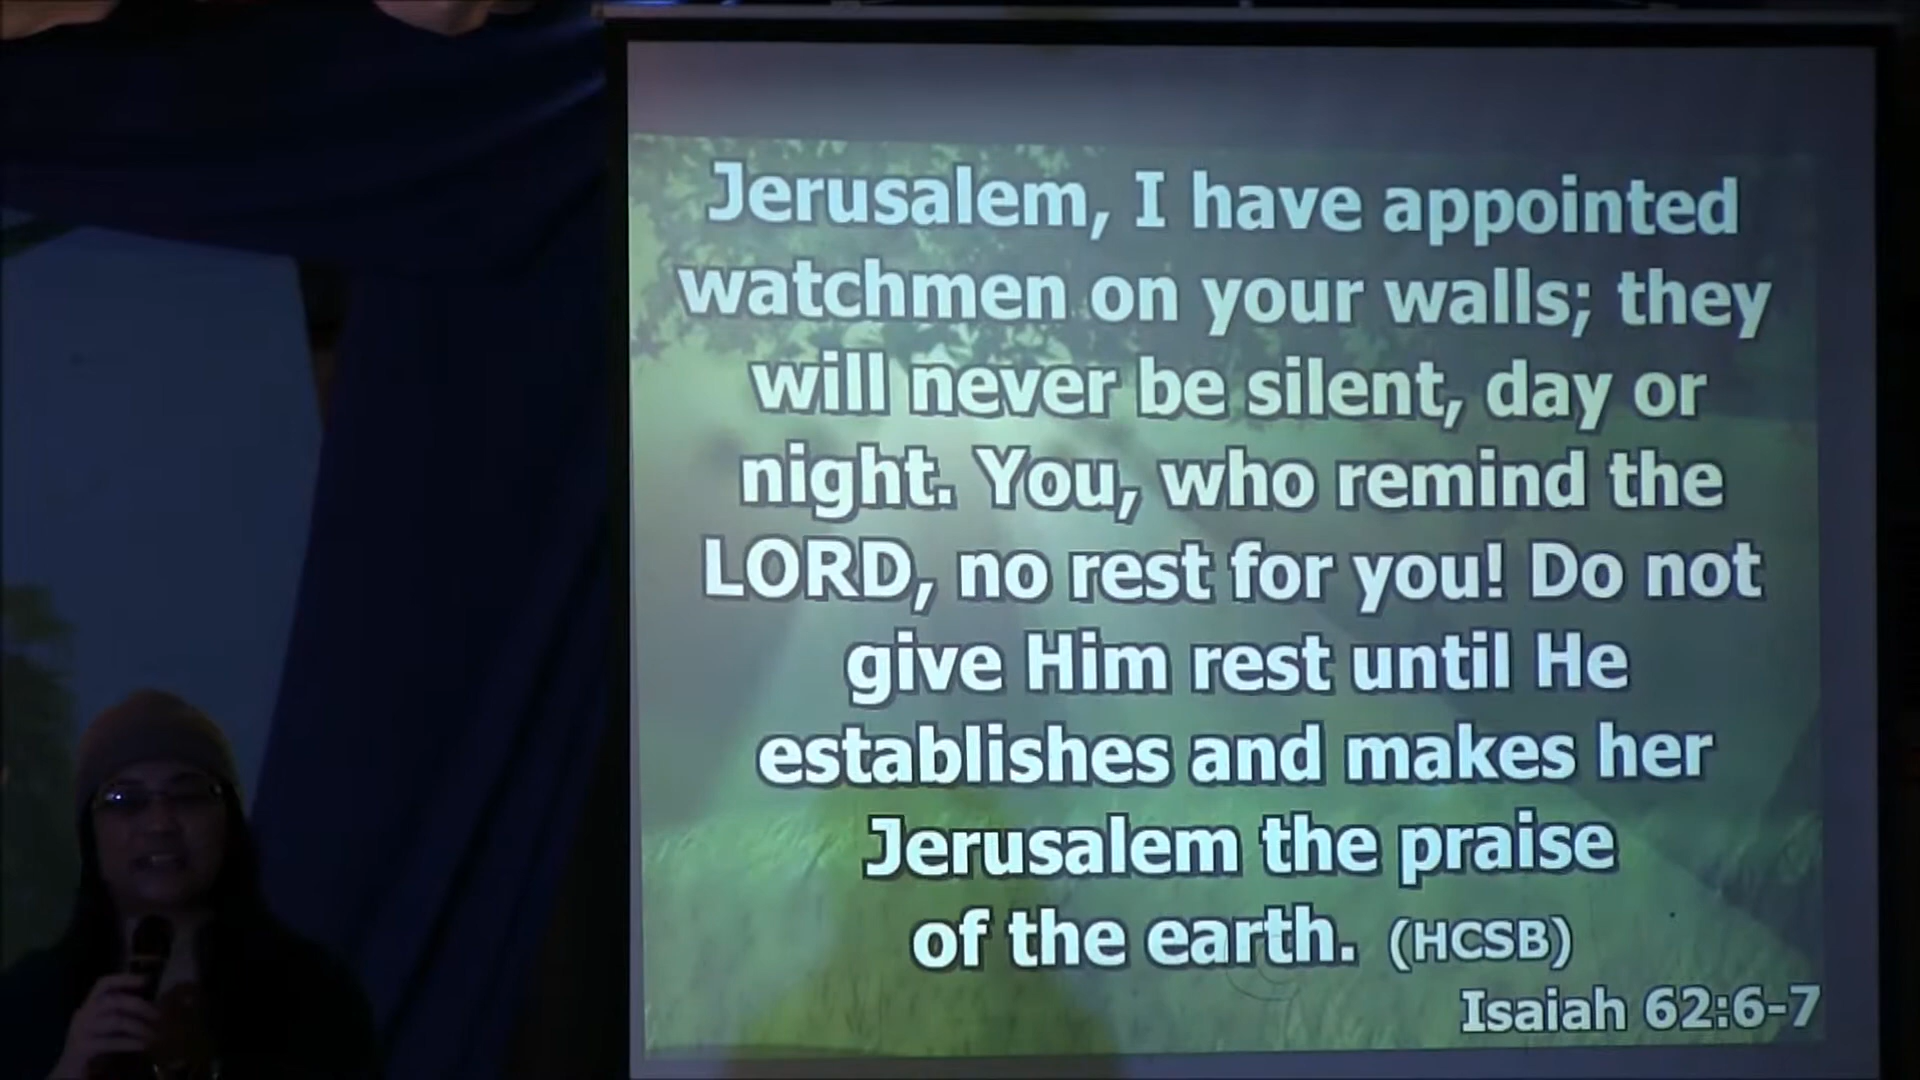 Jerusalem, I have appointed
watchmen on your walls; they
will never be silent, day or
night. You, who remind the
LORD, no rest for you! Do not
give Him rest until He
establishes and makes her
Jerusalem the praise
of the earth. (HCSB)
Isaiah 62:6-7